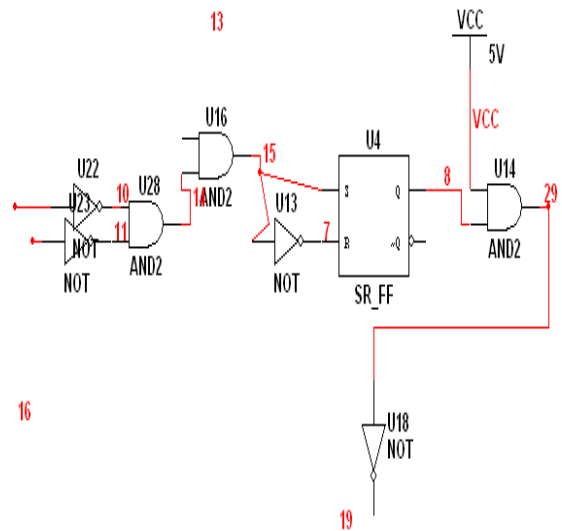 13
VCC
5V
VCC
U16
15
AND2
U4
S
Q
R
~Q
SR_FF
8
U14
29
AND2
U22
10
U28
U23
11
NOT
NOT
AND2
U13
7
NOT
16
U18
NOT
19